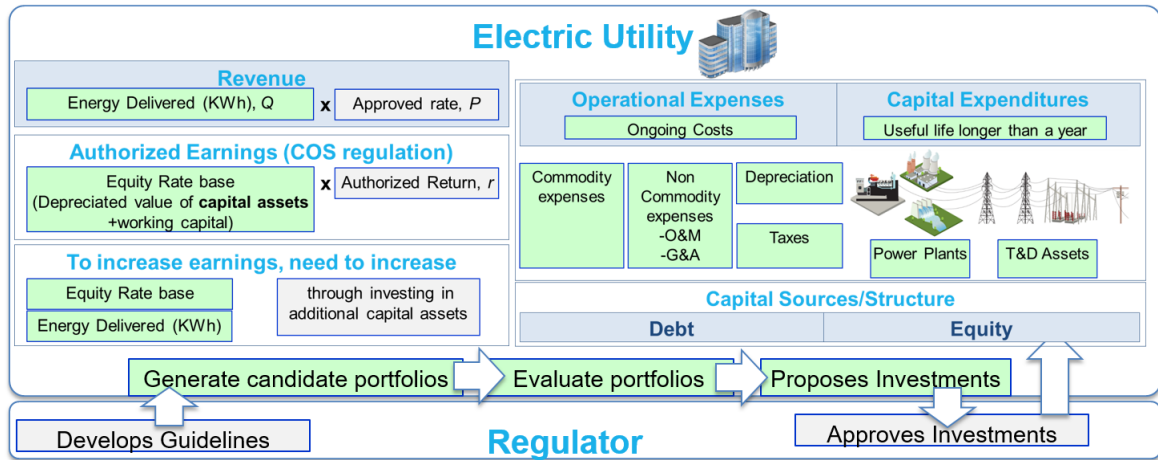 Electric Utility
Revenue
Energy Delivered (KWh), Q
x
Approved rate, P
Authorized Earnings (COS regulation)
Equity Rate base
(Depreciated value of capital assets
+working capital)
x
Authorized Return, r
To increase earnings, need to increase
Equity Rate base
Energy Delivered (KWh)
through investing in
additional capital assets
Operational Expenses
Ongoing Costs
Capital Expenditures
Useful life longer than a year
Commodity
expenses
Non
Commodity
expenses
-O&M
-G&A
Depreciation
Taxes
Power Plants
T&D Assets
Capital Sources/Structure
Debt
Equity
Generate candidate portfolios
Evaluate portfolios
Proposes Investments
Develops Guidelines
Regulator
Approves Investments